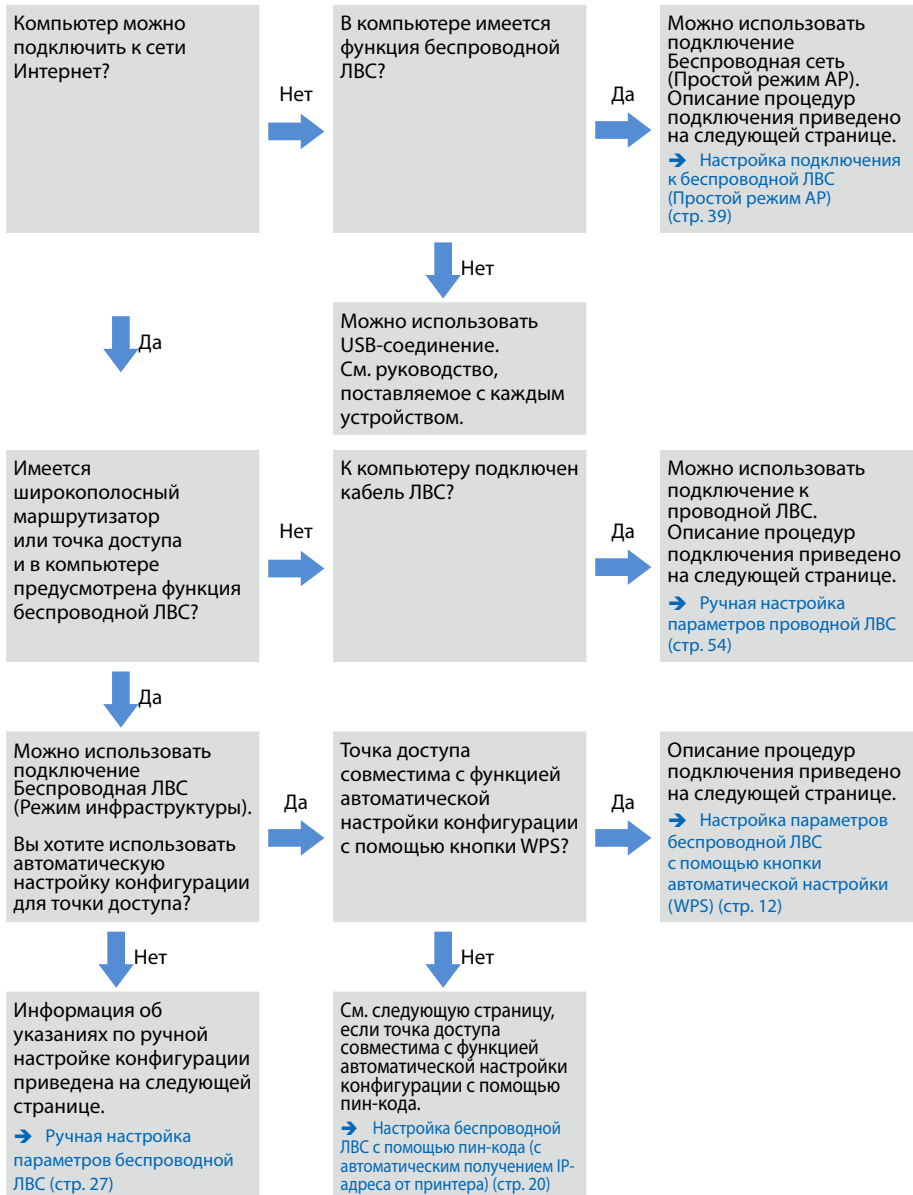 Компьютер можно
подключить к сети
Интернет?
Нет
В компьютере имеется
функция беспроводной
ЛВС?
Да
Можно использовать
подключение
Беспроводная сеть
(Простой режим AP).
Описание процедур
подключения приведено
на следующей странице.
➔ Настройка подключения
к беспроводной ЛВС
(Простой режим AP)
(стр. 39)
Да
Нет
Можно использовать
USB-соединение.
См. руководство,
поставляемое с каждым
устройством.
Имеется
широкополосный
маршрутизатор
или точка доступа
и в компьютере
предусмотрена функция
беспроводной ЛВС?
Нет
К компьютеру подключен
кабель ЛВС?
Да
Можно использовать
подключение к
проводной ЛВС.
Описание процедур
подключения приведено
на следующей странице.
➔ Ручная настройка
параметров проводной ЛВС
(стр. 54)
Да
Можно использовать
подключение
Беспроводная ЛВС
(Режим инфраструктуры).
Вы хотите использовать
автоматическую
настройку конфигурации
для точки доступа?
Да
Точка доступа
совместима с функцией
автоматической
настройки конфигурации
с помощью кнопки WPS?
Да
Описание процедур
подключения приведено
на следующей странице.
➔ Настройка параметров
беспроводной ЛВС
с помощью кнопки
автоматической настройки
(WPS) (стр. 12)
Нет
Нет
Информация об
указаниях по ручной
настройке конфигурации
приведена на следующей
странице.
➔ Ручная настройка
параметров беспроводной
ЛВС (стр. 27)
См. следующую страницу,
если точка доступа
совместима с функцией
автоматической настройки
конфигурации с помощью
пин-кода.
➔ Настройка беспроводной
ЛВС с помощью пин-кода (с
автоматическим получением IP-
адреса от принтера) (стр. 20)